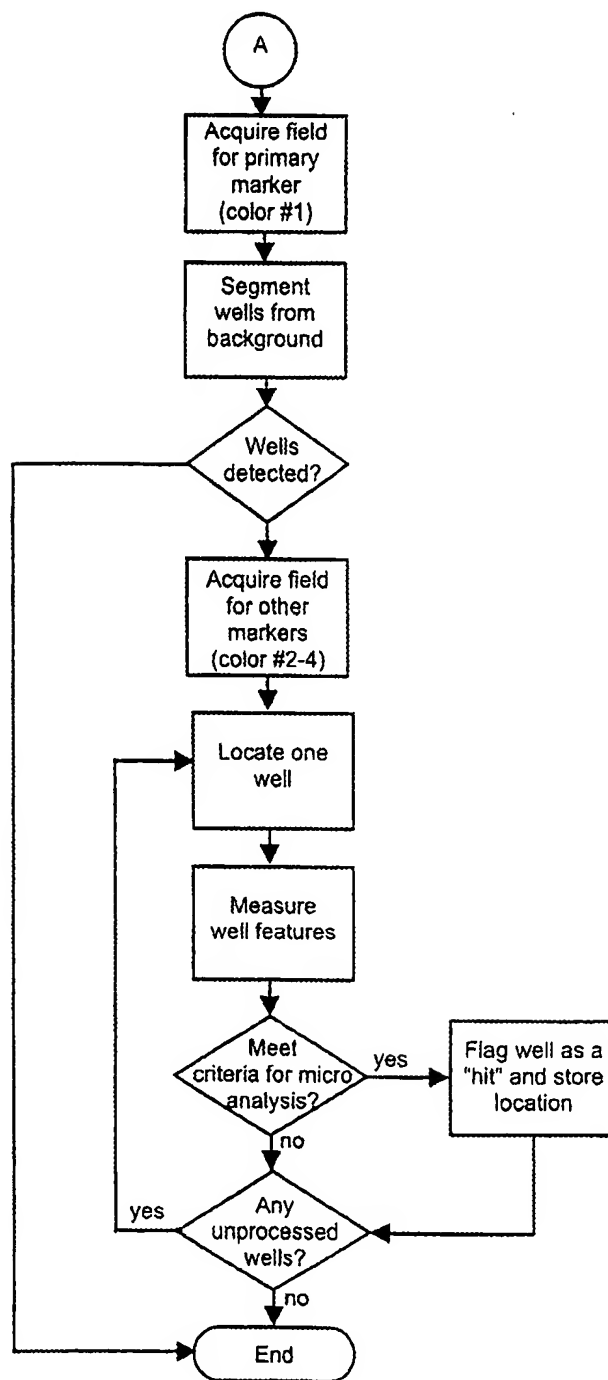 A
Acquire field
for primary
marker
(color #1)
Segment
wells from
background
Wells
detected?
Acquire field
for other
markers
(color #2-4)
Locate one
well
Measure
well features
Meet
criteria for micro
analysis?
yes
Flag well as a
"hit" and store
location
no
Any
unprocessed
wells?
yes
no
End